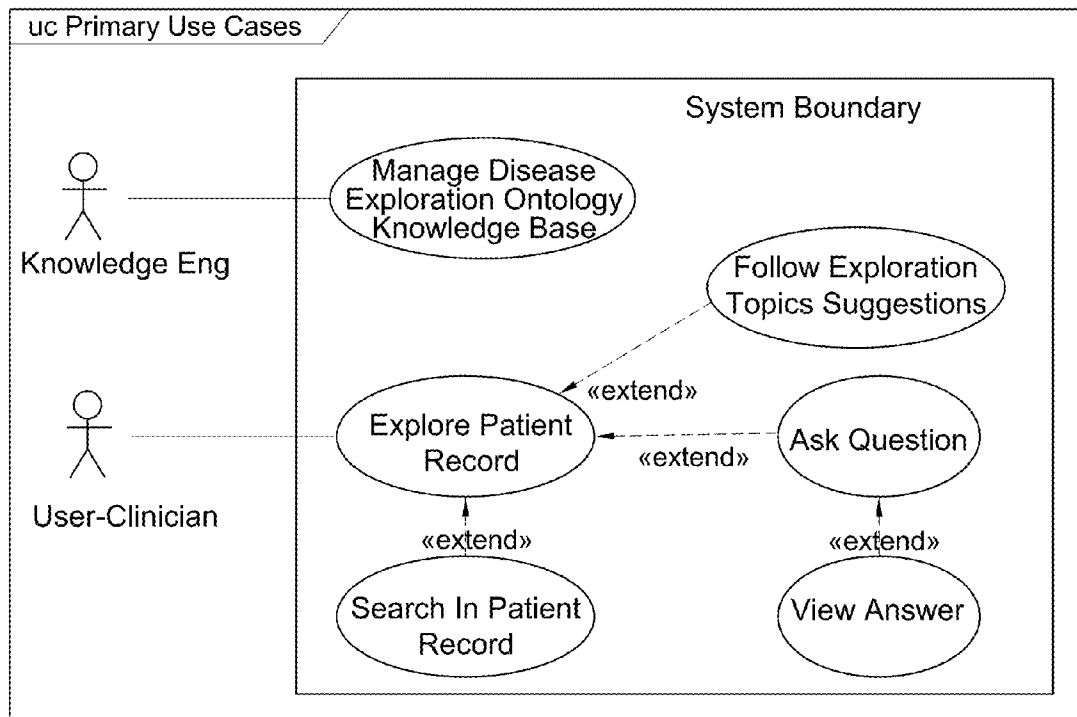 uc Primary Use Cases
System Boundary
Manage Disease
Exploration Ontology
Knowledge Base
Knowledge Eng
Follow Exploration
Topics Suggestions
«extend»
Explore Patient
Record
Ask Question
«extend»
User-Clinician
«extend»
«extend»
Search In Patient
Record
View Answer